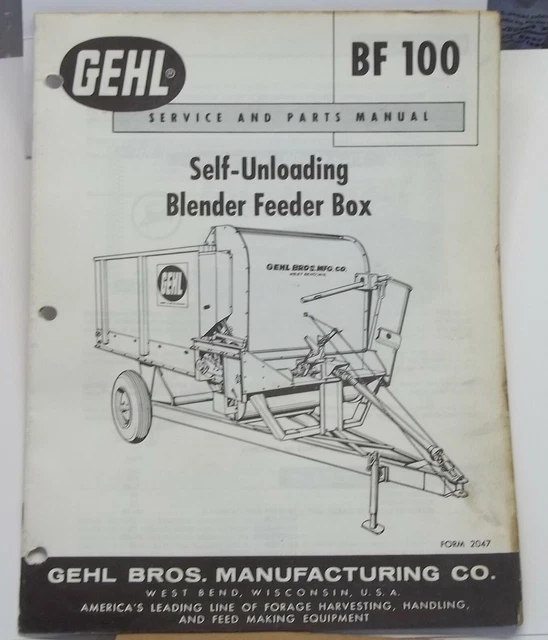 GEHL®
BF 100
SERVICE AND PARTS MANUAL
Self-Unloading
Blender Feeder Box
GEHL BROS. MFG. CO.
GEHL
FORM 2047
GEHL BROS. MANUFACTURING CO.
WEST BEND, WISCONSIN, U.S.A.
AMERICA'S LEADING LINE OF FORAGE HARVESTING, HANDLING,
AND FEED MAKING EQUIPMENT